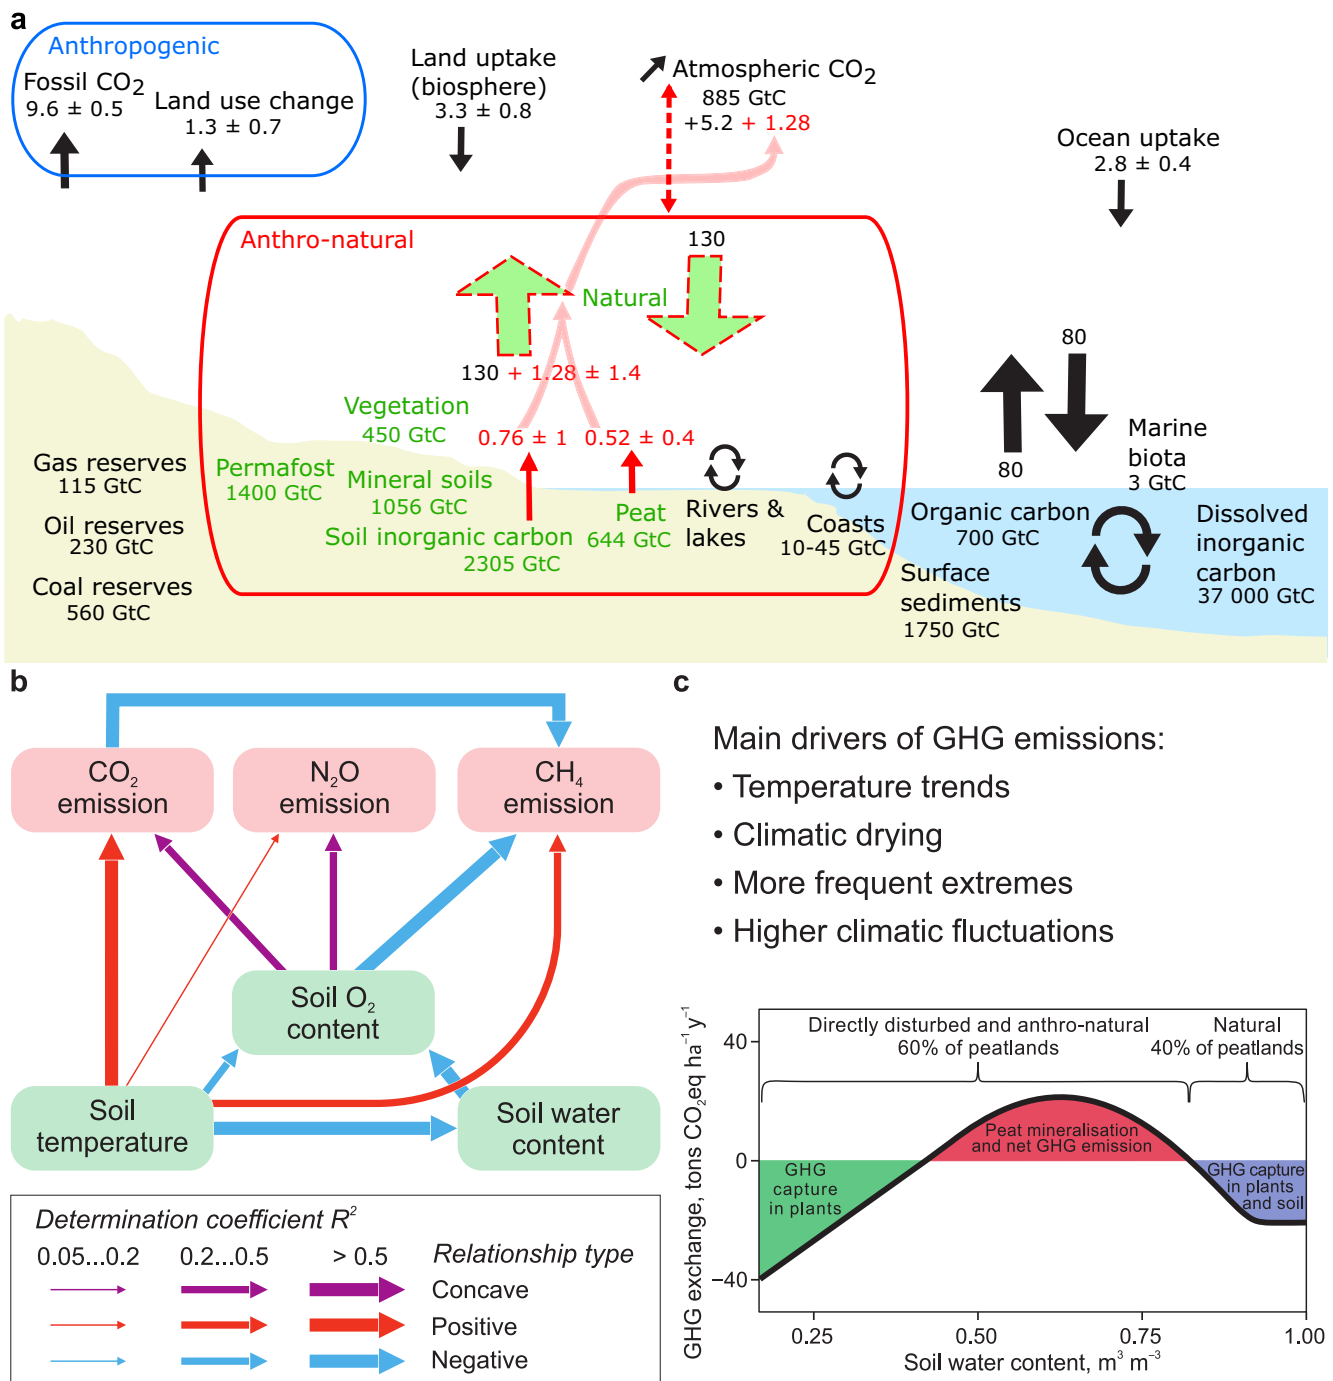 a
Anthropogenic
Fossil CO2
9.6 ± 0.5
Land use change
1.3 ± 0.7
Land uptake
(biosphere)
3.3 ± 0.8
Atmospheric CO2
885 GtC
+5.2 + 1.28
Ocean uptake
2.8 ± 0.4
Anthro-natural
130
Natural
130 + 1.28 ± 1.4
Vegetation
450 GtC
0.76 ± 1
0.52 ± 0.4
80
80
Marine
biota
3 GtC
Gas reserves
115 GtC
Oil reserves
230 GtC
Coal reserves
560 GtC
Permafost
1400 GtC
Mineral soils
1056 GtC
Soil inorganic carbon
2305 GtC
Peat
644 GtC
Rivers &
lakes
Coasts
10-45 GtC
Organic carbon
700 GtC
Surface
sediments
1750 GtC
Dissolved
inorganic
carbon
37 000 GtC
b
CO2
emission
N2O
emission
CH4
emission
Soil O2
content
Soil
temperature
Soil water
content
Determination coefficient R2
0.05...0.2
0.2...0.5
> 0.5
Relationship type
Concave
Positive
Negative
c
Main drivers of GHG emissions:
• Temperature trends
• Climatic drying
• More frequent extremes
• Higher climatic fluctuations
GHG exchange, tons CO2eq ha−1 y−1
40
0
−40
Directly disturbed and anthro-natural
60% of peatlands
Natural
40% of peatlands
Peat mineralisation
and net GHG emission
GHG
capture
in plants
GHG capture
in plants
and soil
0.25
0.50
0.75
1.00
Soil water content, m3 m−3